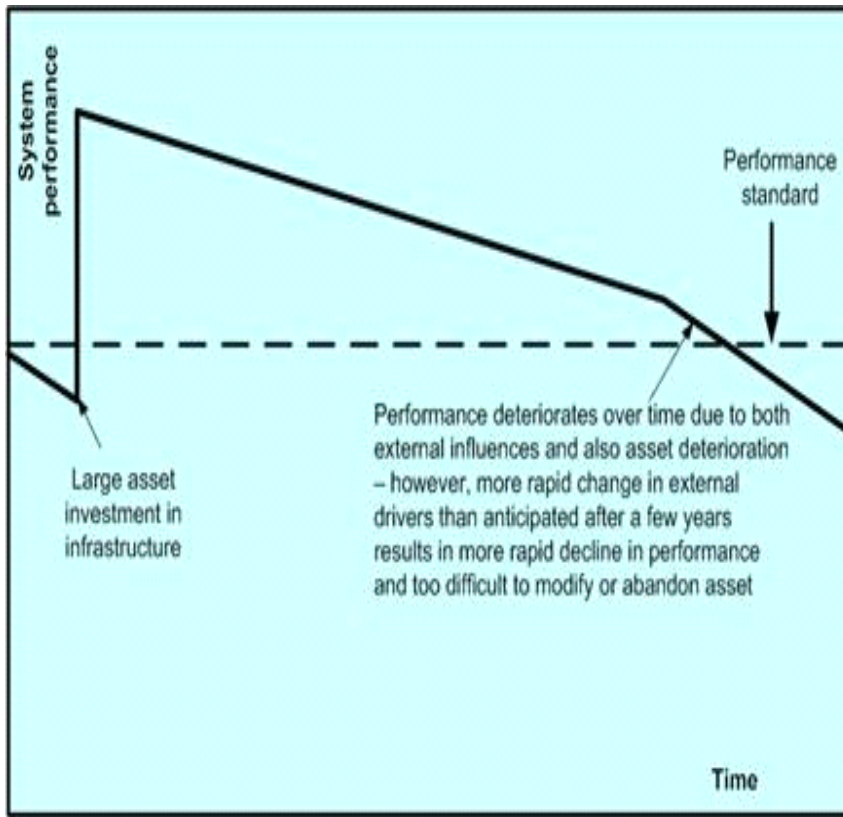 System
performance
Performance
standard
Large asset
investment in
infrastructure
Performance deteriorates over time due to both
external influences and also asset deterioration
– however, more rapid change in external
drivers than anticipated after a few years
results in more rapid decline in performance
and too difficult to modify or abandon asset
Time